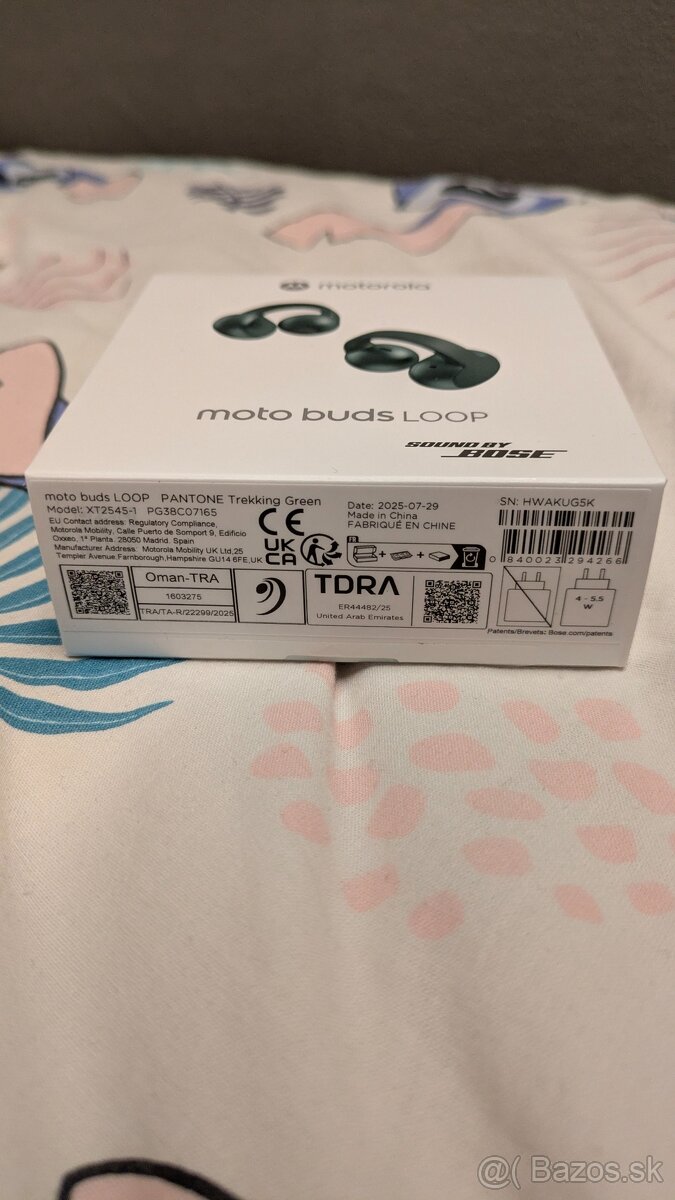 motorola
moto buds LOOP
SOUND BY
BOSE
moto buds LOOP PANTONE Trekking Green
Model: XT2545-1 PG38C07165
EU Contact address: Regulatory Compliance,
Motorola Mobility, Calle Puerto de Somport 9, Edificio
Oxxeo, 1ª Planta. 28050 Madrid. Spain
Manufacturer Address: Motorola Mobility UK Ltd,25
Templer Avenue,Farnborough,Hampshire GU14 6FE,UK
CE
UK
CA
Date: 2025-07-29
Made in China
FABRIQUÉ EN CHINE
FR
SN: HWAKUG5K
0 840023 294266
Oman-TRA
1603275
TRA/TA-R/22299/2025
TDRA
ER44482/25
United Arab Emirates
4 - 5.5
W
Patents/Brevets: Bose.com/patents
@( Bazos.sk